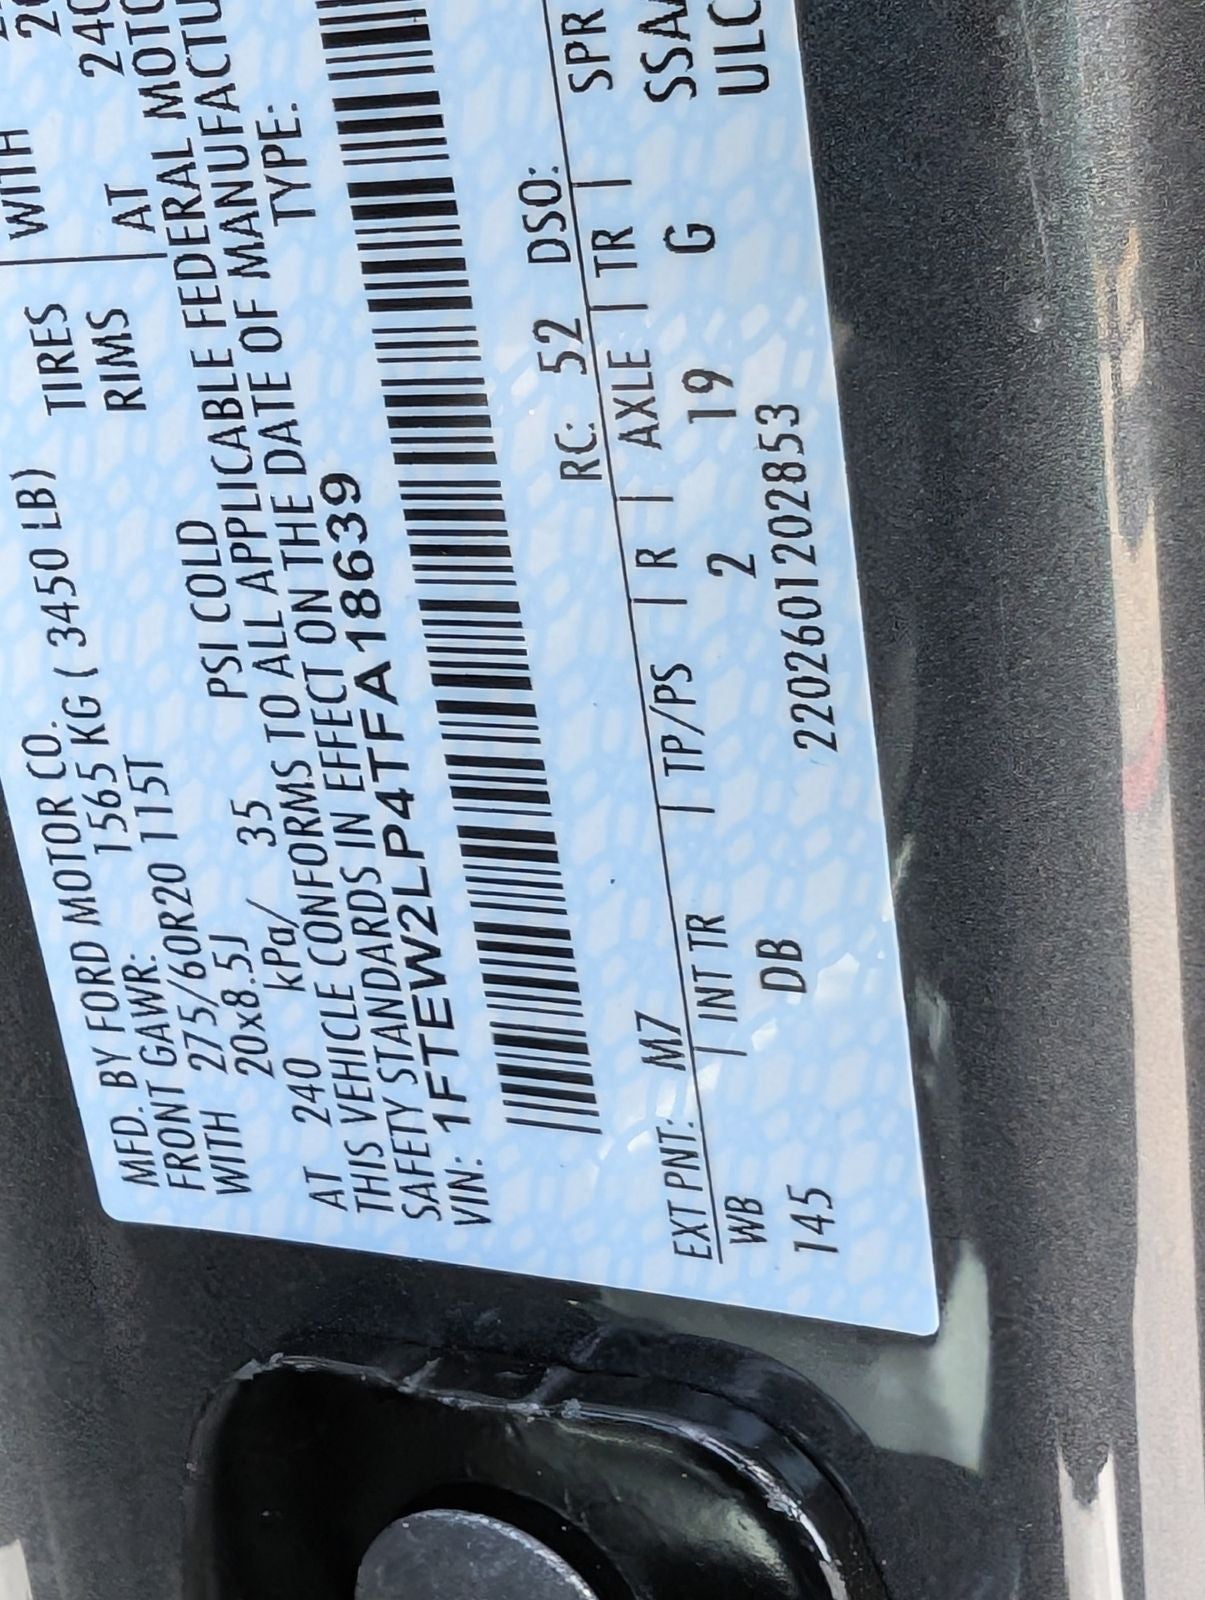 MFD. BY FORD MOTOR CO.
FRONT GAWR: 1565 KG ( 3450 LB) TIRES
WITH 275/60R20 115T RIMS
WITH
20x8.5J
AT 240 kPa/ 35 PSI COLD AT 240
THIS VEHICLE CONFORMS TO ALL APPLICABLE FEDERAL
SAFETY STANDARDS IN EFFECT ON THE DATE OF
VIN: 1FTEW2LP4TFA18639 TYPE:
RC: 52 DSO:
EXT PNT: M7
WB | INT TR | TP/PS | R | AXLE | TR | SPR
145 DB 2 19 G
2202601202853